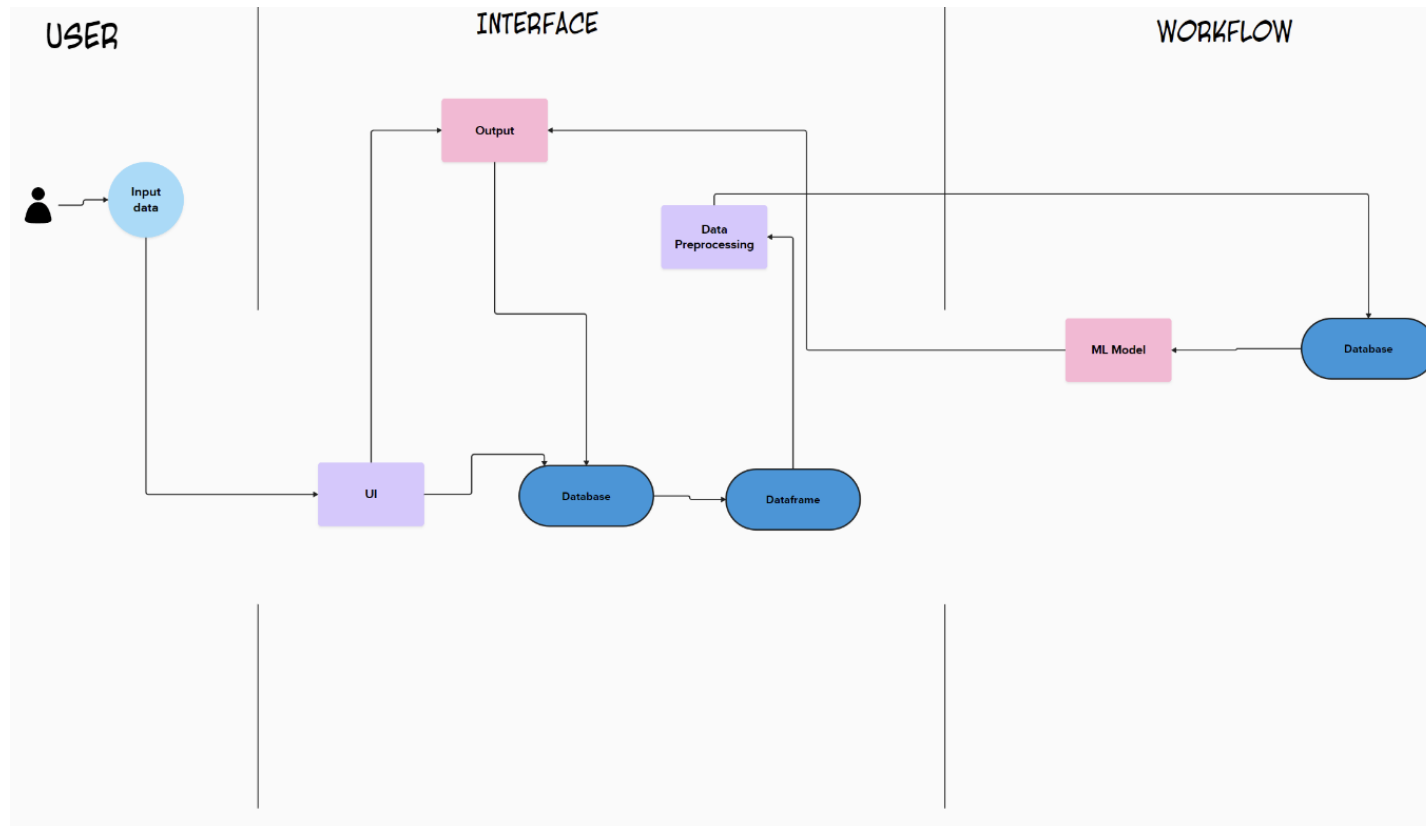 USER
INTERFACE
WORKFLOW
Output
Input
data
Data
Preprocessing
ML Model
Database
UI
Database
Dataframe